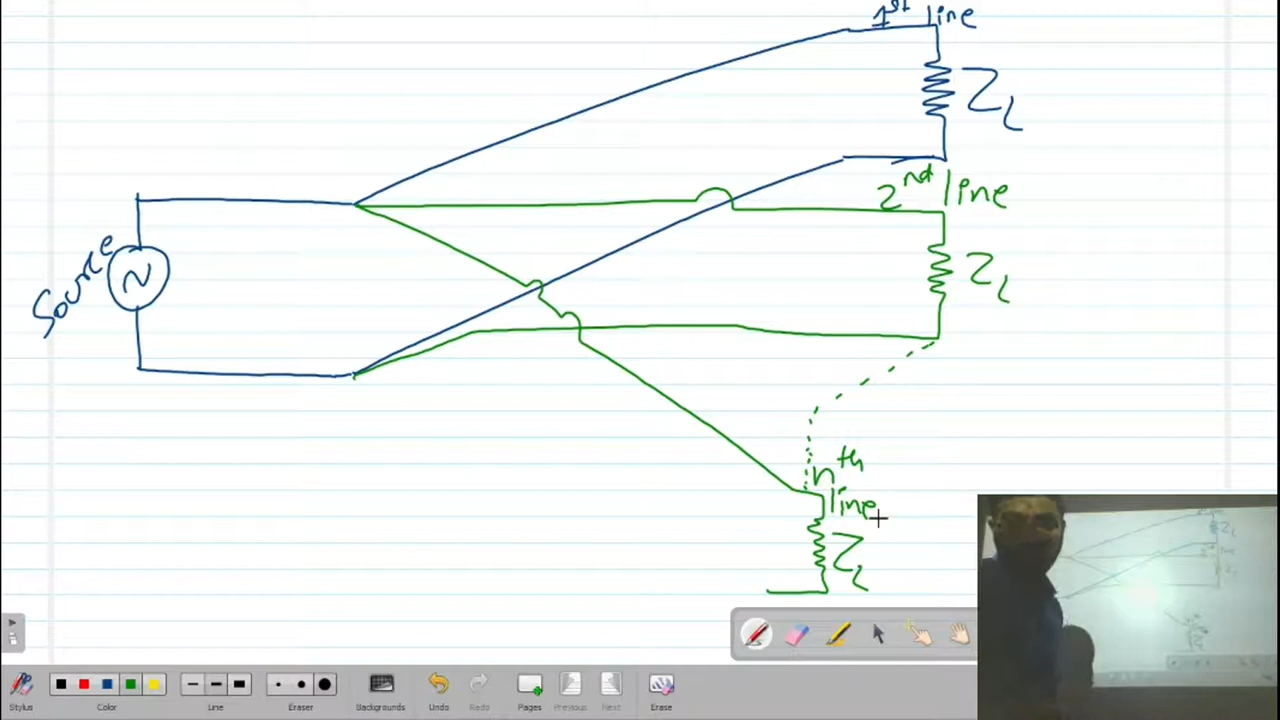 1st line
ZL
2nd line
Source
ZL
nth
line
ZL
Stylus
Color
Line
Eraser
Backgrounds
Undo
Redo
Pages
Previous
Next
Erase